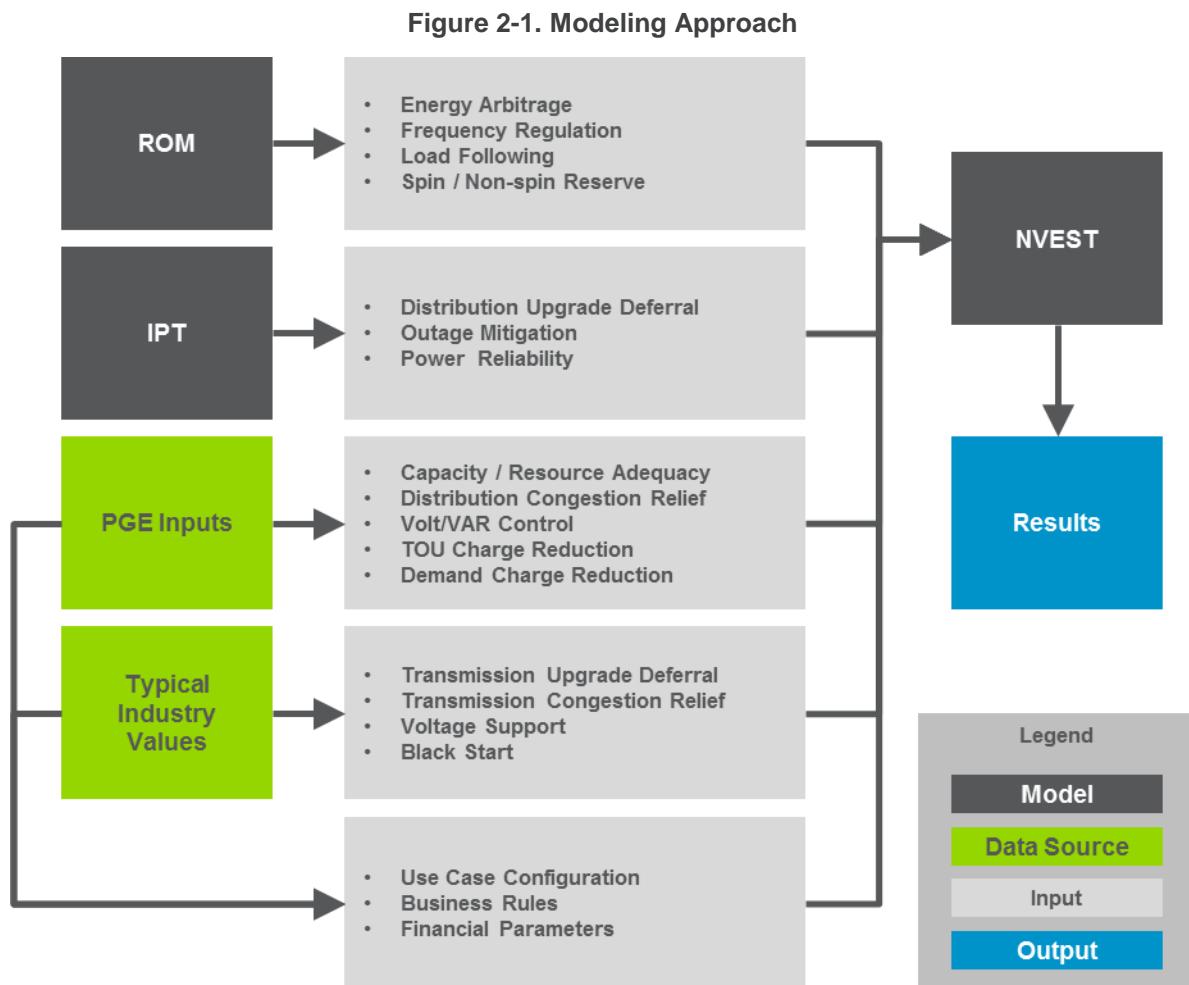 Figure 2-1. Modeling Approach
ROM
• Energy Arbitrage
• Frequency Regulation
• Load Following
• Spin / Non-spin Reserve
NVEST
IPT
• Distribution Upgrade Deferral
• Outage Mitigation
• Power Reliability
PGE Inputs
• Capacity / Resource Adequacy
• Distribution Congestion Relief
• Volt/VAR Control
• TOU Charge Reduction
• Demand Charge Reduction
Results
Typical
Industry
Values
• Transmission Upgrade Deferral
• Transmission Congestion Relief
• Voltage Support
• Black Start
• Use Case Configuration
• Business Rules
• Financial Parameters
Legend
Model
Data Source
Input
Output